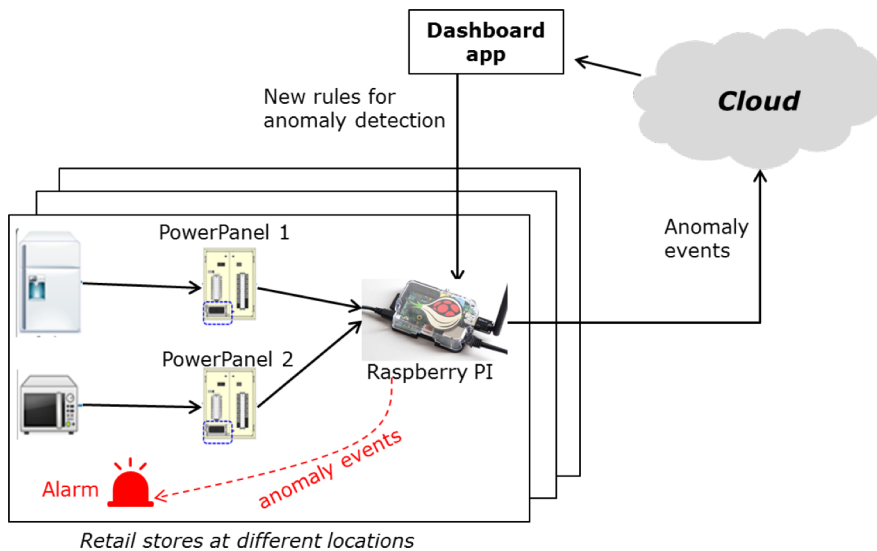 Dashboard
app
New rules for
anomaly detection
Cloud
Anomaly
events
PowerPanel 1
PowerPanel 2
Raspberry PI
anomaly events
Alarm
Retail stores at different locations